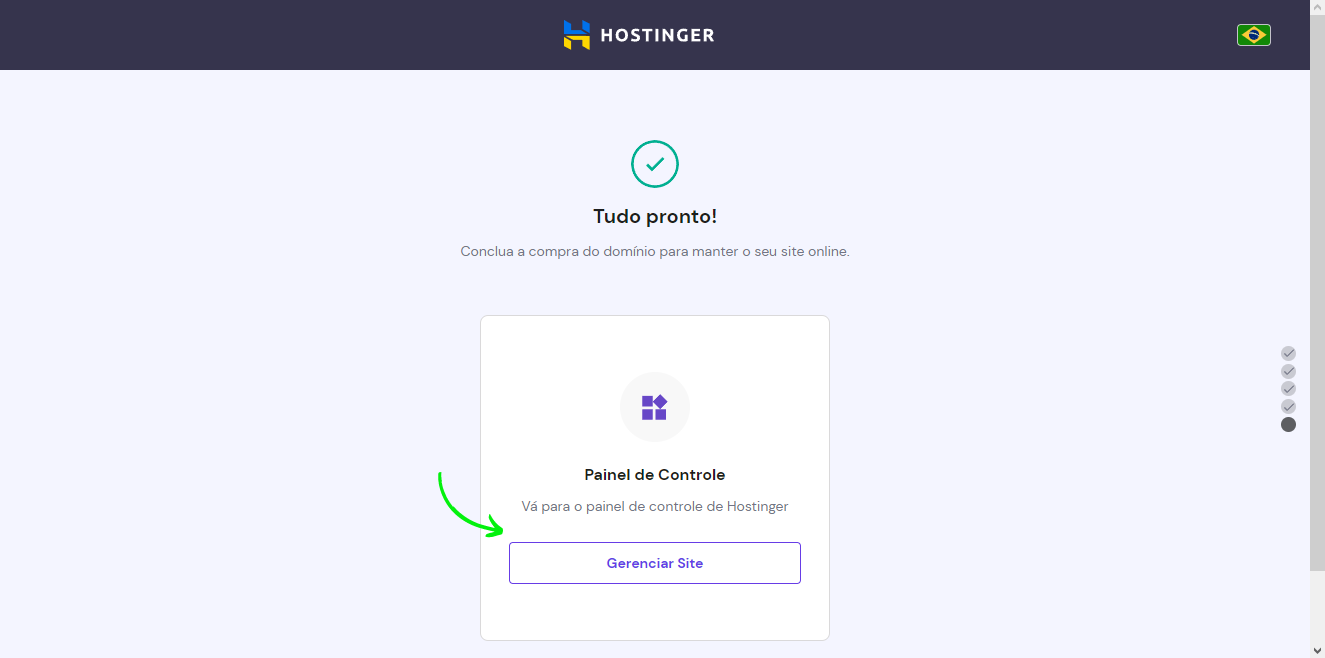 HOSTINGER
Tudo pronto!
Conclua a compra do domínio para manter o seu site online.
Painel de Controle
Vá para o painel de controle de Hostinger
Gerenciar Site